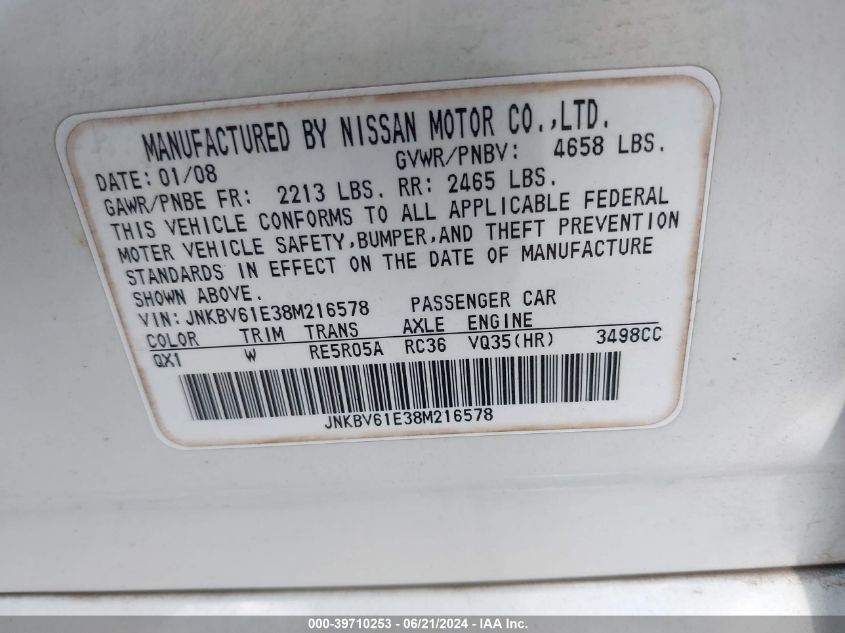 MANUFACTURED BY NISSAN MOTOR CO.,LTD.
DATE: 01/08 GVWR/PNBV: 4658 LBS.
GAWR/PNBE FR: 2213 LBS. RR: 2465 LBS.
THIS VEHICLE CONFORMS TO ALL APPLICABLE FEDERAL
MOTER VEHICLE SAFETY,BUMPER,AND THEFT PREVENTION
STANDARDS IN EFFECT ON THE DATE OF MANUFACTURE
SHOWN ABOVE.
VIN: JNKBV61E38M216578 PASSENGER CAR
COLOR TRIM TRANS AXLE ENGINE
QX1 W RE5R05A RC36 VQ35(HR) 3498CC
JNKBV61E38M216578
000-39710253 - 06/21/2024 - IAA Inc.